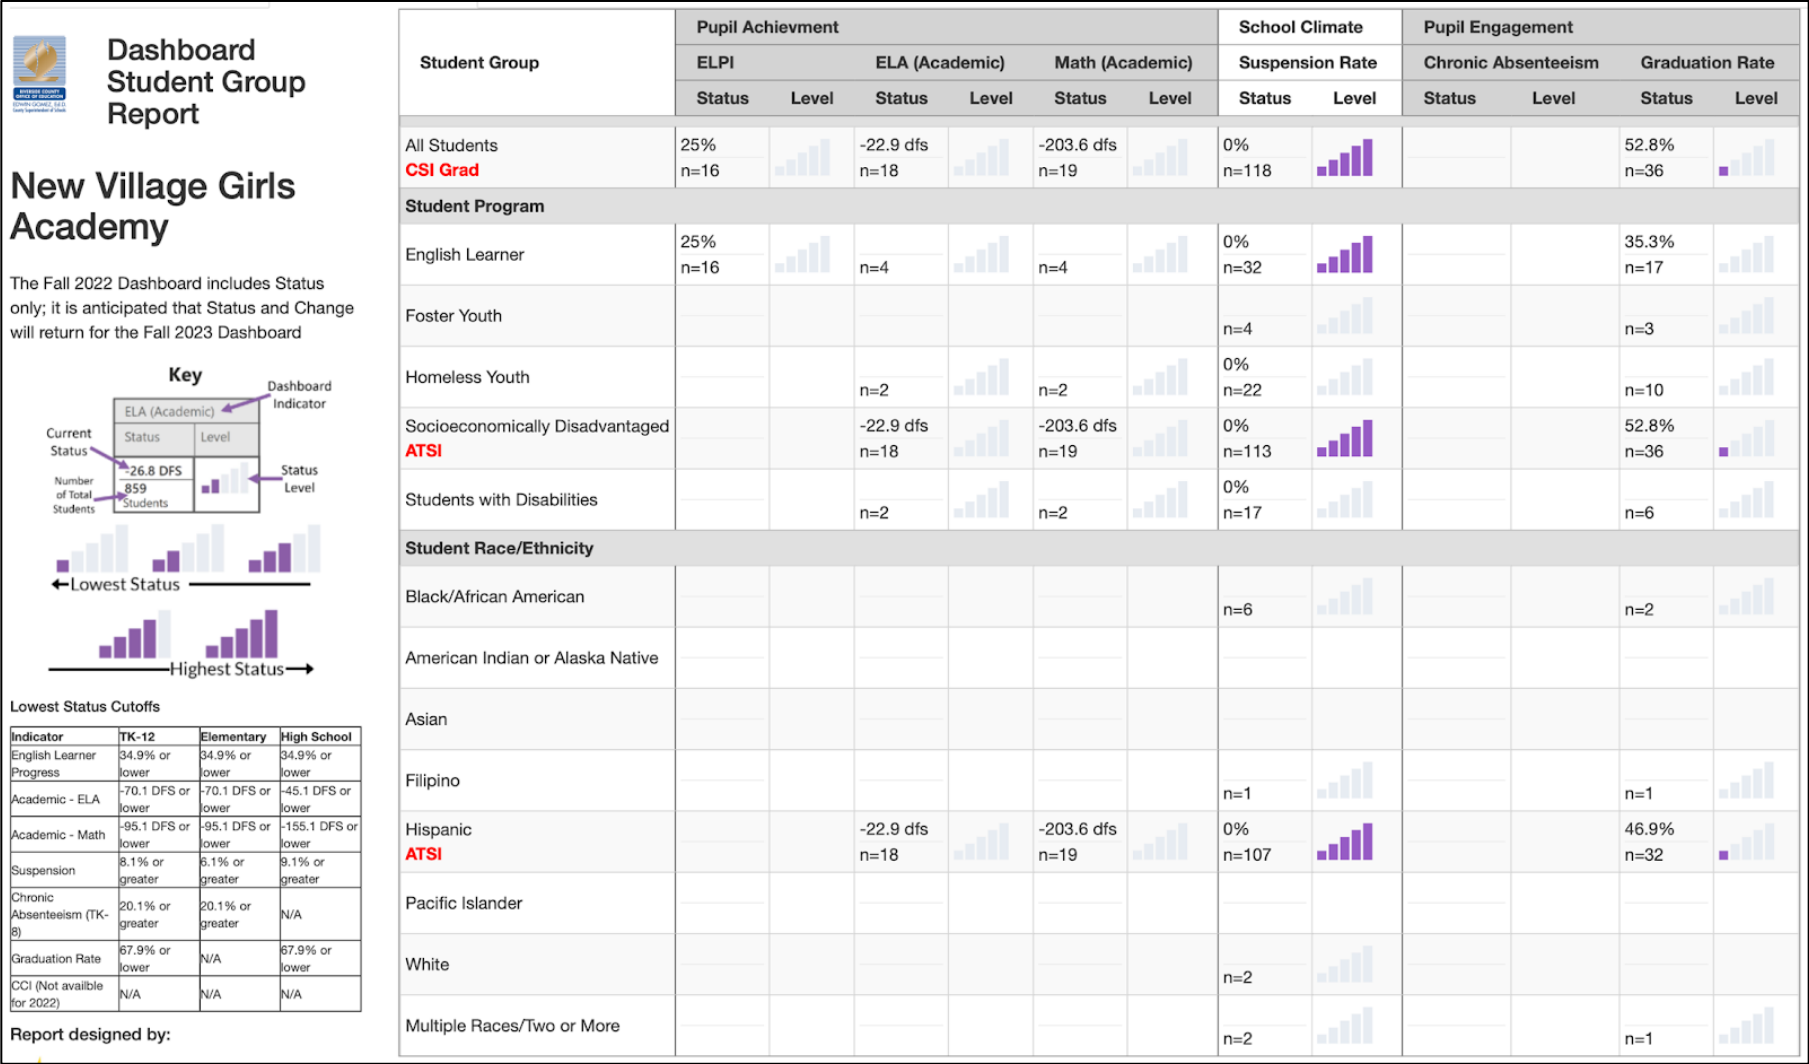 RIVERSIDE COUNTY
OFFICE OF EDUCATION
EDWIN GOMEZ, Ed.D.
County Superintendent of Schools
Dashboard
Student Group
Report
New Village Girls
Academy
The Fall 2022 Dashboard includes Status
only; it is anticipated that Status and Change
will return for the Fall 2023 Dashboard
Key
Dashboard
Indicator
ELA (Academic)
Current
Status
Status Level
-26.8 DFS
859
Students
Status
Level
Number
of Total
Students
Lowest Status
Highest Status
Lowest Status Cutoffs
Indicator TK-12 Elementary High School
English Learner Progress 34.9% or lower 34.9% or lower 34.9% or lower
Academic - ELA -70.1 DFS or lower -70.1 DFS or lower -45.1 DFS or lower
Academic - Math -95.1 DFS or lower -95.1 DFS or lower -155.1 DFS or lower
Suspension 8.1% or greater 6.1% or greater 9.1% or greater
Chronic Absenteeism (TK-8) 20.1% or greater 20.1% or greater N/A
Graduation Rate 67.9% or lower N/A 67.9% or lower
CCI (Not availble for 2022) N/A N/A N/A
Report designed by:
Student Group
Pupil Achievment School Climate Pupil Engagement
ELPI ELA (Academic) Math (Academic) Suspension Rate Chronic Absenteeism Graduation Rate
Status Level Status Level Status Level Status Level Status Level Status Level
All Students 25% -22.9 dfs -203.6 dfs 0% 52.8%
CSI Grad n=16 n=18 n=19 n=118 n=36
Student Program
25% 0% 35.3%
English Learner
n=16 n=4 n=4 n=32 n=17
Foster Youth
n=4 n=3
0%
Homeless Youth
n=2 n=2 n=22 n=10
Socioeconomically Disadvantaged -22.9 dfs -203.6 dfs 0% 52.8%
ATSI n=18 n=19 n=113 n=36
0%
Students with Disabilities
n=2 n=2 n=17 n=6
Student Race/Ethnicity
Black/African American
n=6 n=2
American Indian or Alaska Native
Asian
Filipino
n=1 n=1
Hispanic -22.9 dfs -203.6 dfs 0% 46.9%
ATSI n=18 n=19 n=107 n=32
Pacific Islander
White
n=2
Multiple Races/Two or More
n=2 n=1